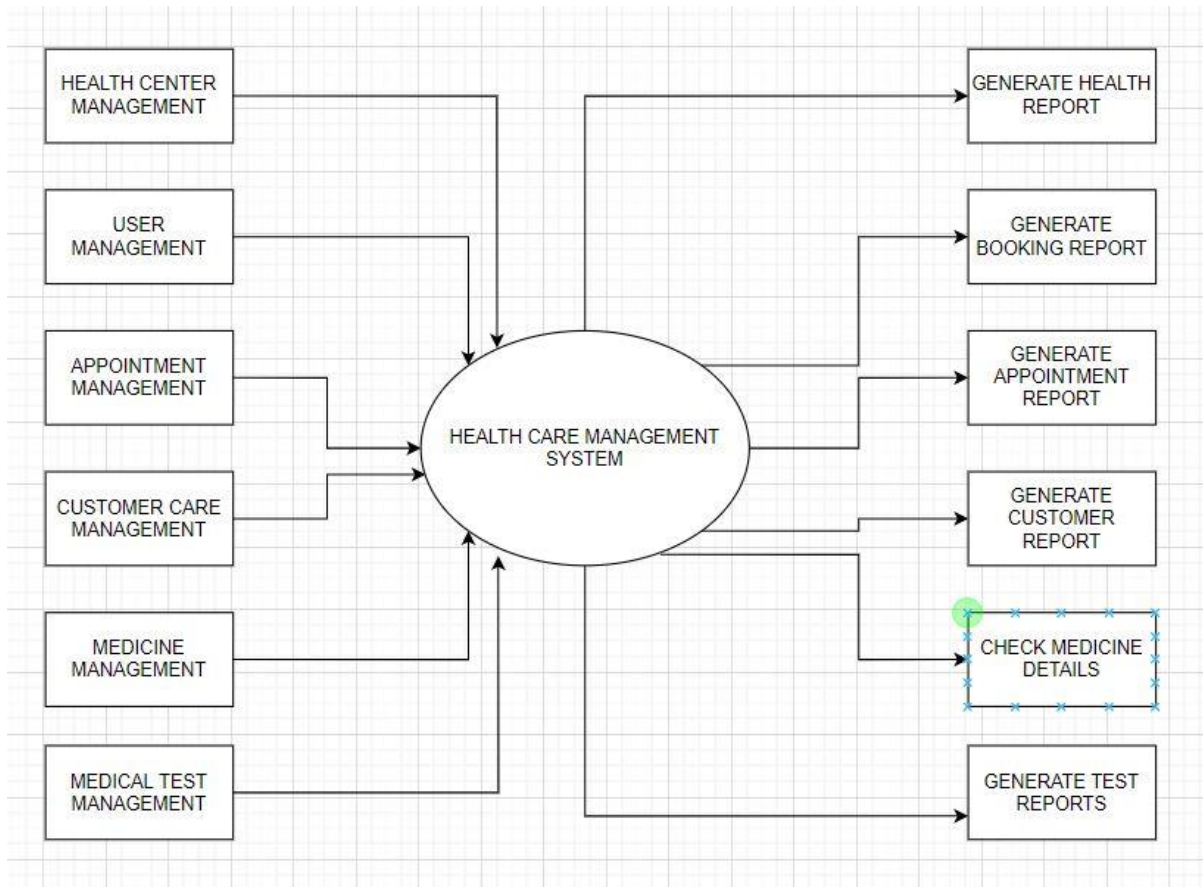 HEALTH CENTER
MANAGEMENT
USER
MANAGEMENT
APPOINTMENT
MANAGEMENT
CUSTOMER CARE
MANAGEMENT
MEDICINE
MANAGEMENT
MEDICAL TEST
MANAGEMENT
HEALTH CARE MANAGEMENT
SYSTEM
GENERATE HEALTH
REPORT
GENERATE
BOOKING REPORT
GENERATE
APPOINTMENT
REPORT
GENERATE
CUSTOMER
REPORT
CHECK MEDICINE
DETAILS
GENERATE TEST
REPORTS